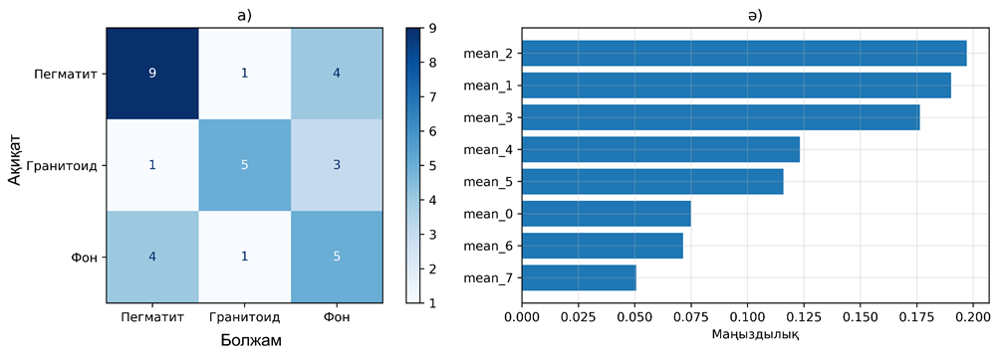 а)
Ақиқат
Пегматит 9 1 4
Гранитоид 1 5 3
Фон 4 1 5
Пегматит Гранитоид Фон
Болжам
9
8
7
6
5
4
3
2
1
ә)
mean_2
mean_1
mean_3
mean_4
mean_5
mean_0
mean_6
mean_7
0.000 0.025 0.050 0.075 0.100 0.125 0.150 0.175 0.200
Маңыздылық